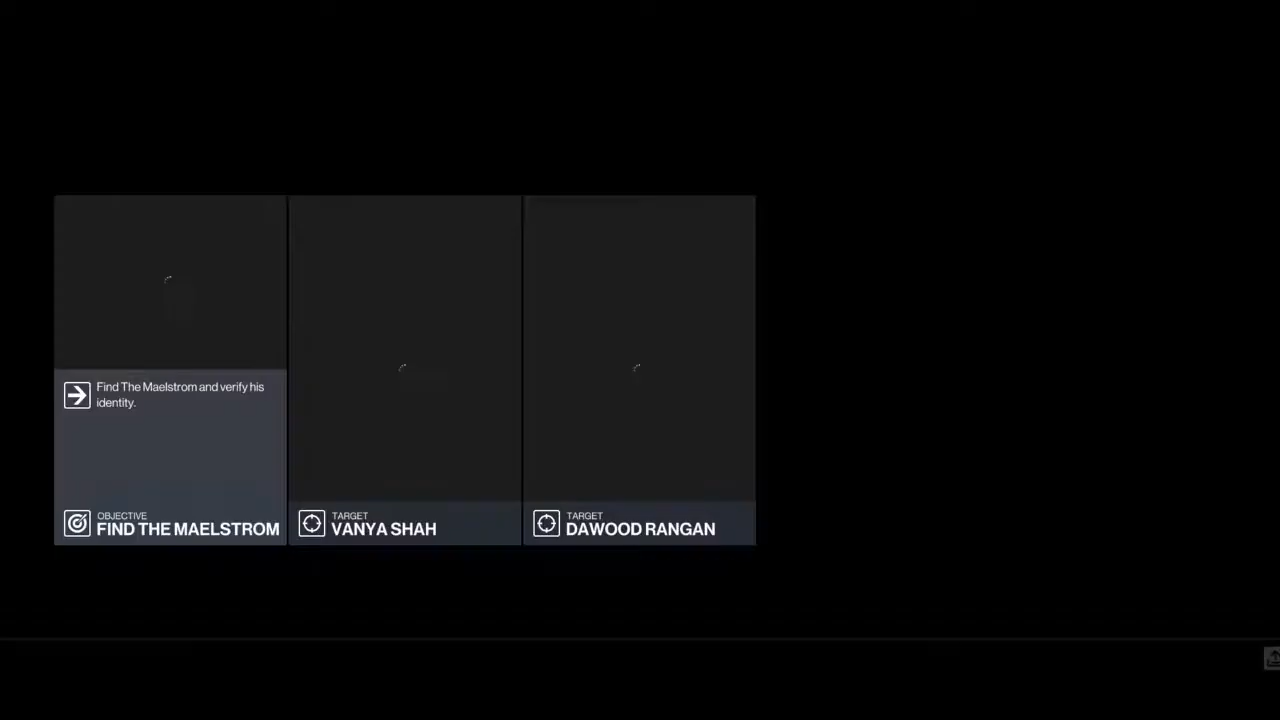 Find The Maelstrom and verify his
identity.
OBJECTIVE
FIND THE MAELSTROM
TARGET
VANYA SHAH
TARGET
DAWOOD RANGAN